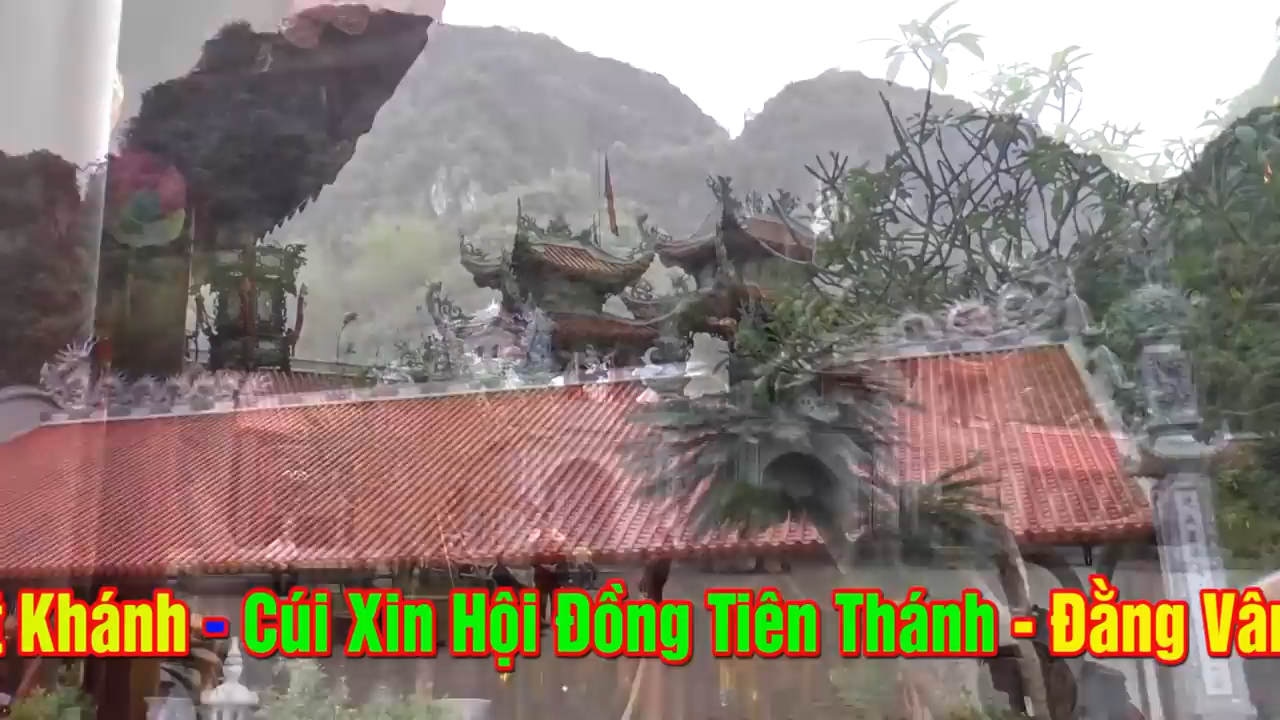 Khánh - Cúi Xin Hội Đồng Tiên Thánh - Đằng Vân